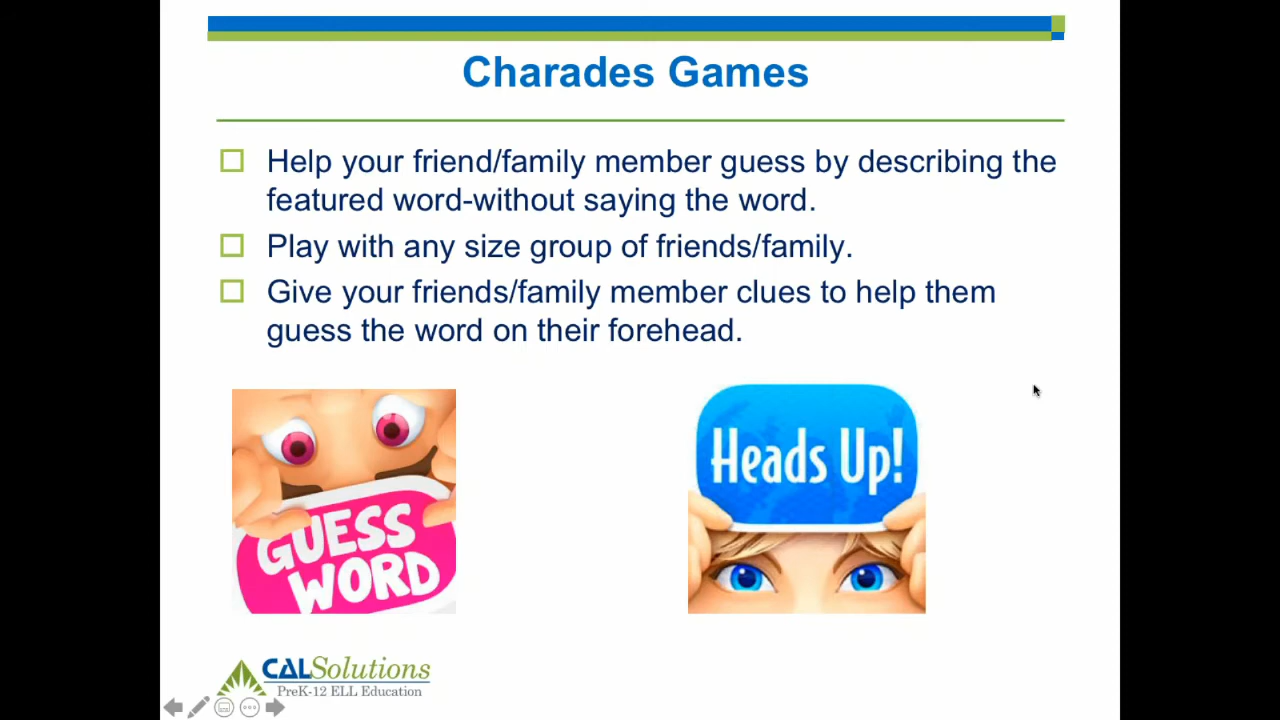 Charades Games
Help your friend/family member guess by describing the
featured word-without saying the word.
Play with any size group of friends/family.
Give your friends/family member clues to help them
guess the word on their forehead.
GUESS
WORD
Heads Up!
CALSolutions
PreK-12 ELL Education